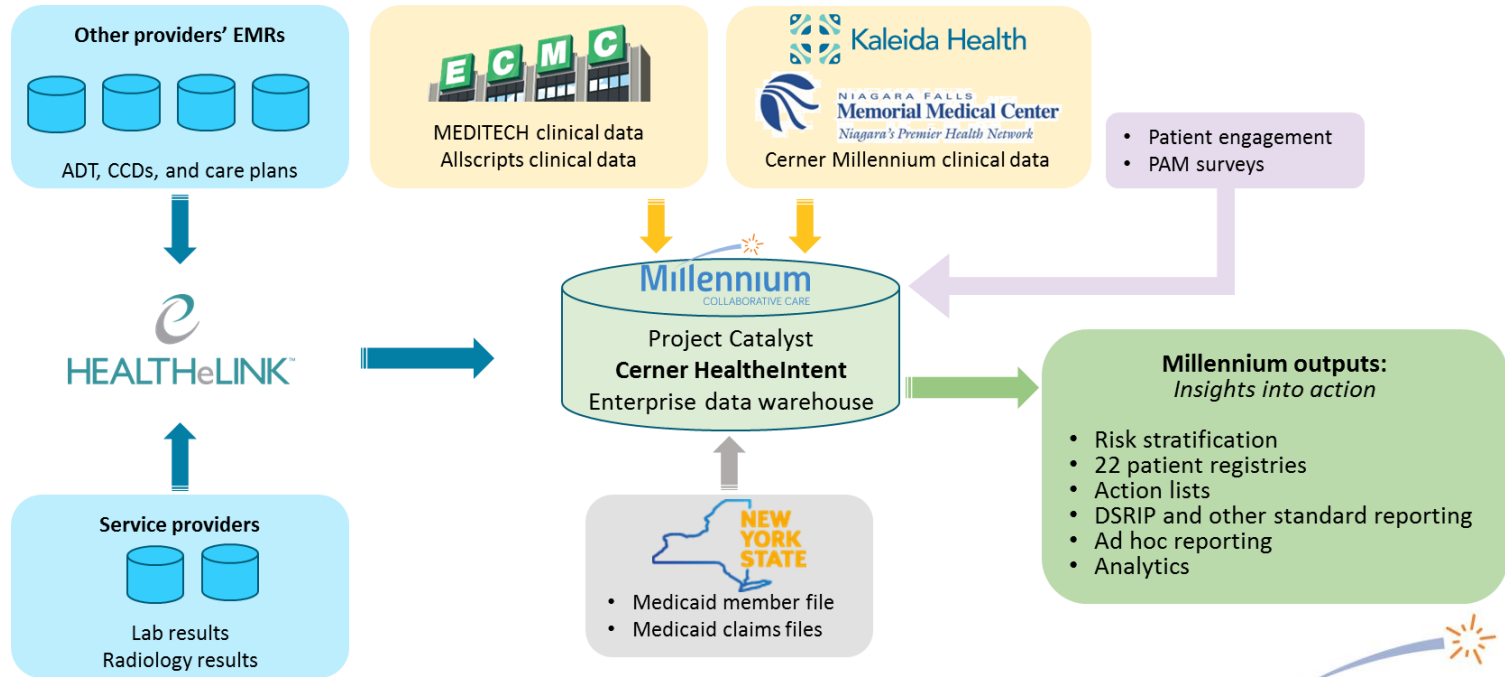 Other providers’ EMRs
ADT, CCDs, and care plans
ECMC
MEDITECH clinical data
Allscripts clinical data
Kaleida Health
NIAGARA FALLS
Memorial Medical Center
Niagara's Premier Health Network
Cerner Millennium clinical data
• Patient engagement
• PAM surveys
HEALTHeLINK™
Millennium
COLLABORATIVE CARE
Project Catalyst
Cerner HealtheIntent
Enterprise data warehouse
Millennium outputs:
Insights into action
• Risk stratification
• 22 patient registries
• Action lists
• DSRIP and other standard reporting
• Ad hoc reporting
• Analytics
Service providers
Lab results
Radiology results
NEW
YORK
STATE
• Medicaid member file
• Medicaid claims files